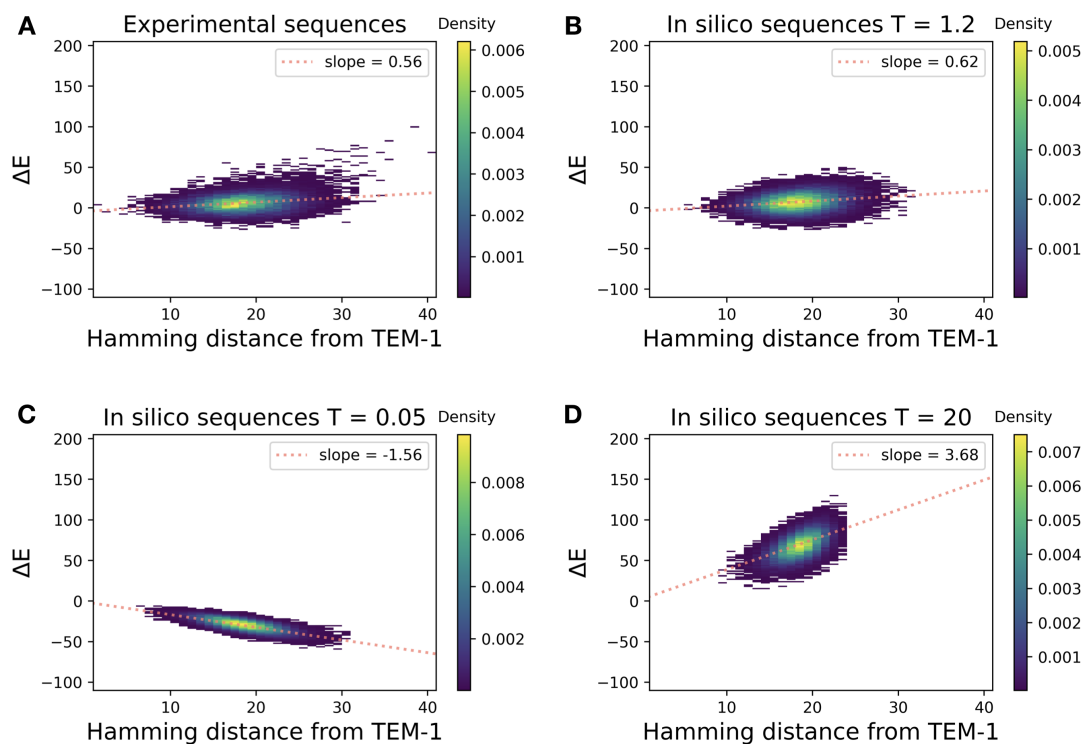 A
Experimental sequences
Density
slope = 0.56
200
150
100
50
0
−50
−100
ΔE
10 20 30 40
Hamming distance from TEM-1
0.006
0.005
0.004
0.003
0.002
0.001
B
In silico sequences T = 1.2
Density
slope = 0.62
200
150
100
50
0
−50
−100
ΔE
10 20 30 40
Hamming distance from TEM-1
0.005
0.004
0.003
0.002
0.001
C
In silico sequences T = 0.05
Density
slope = -1.56
200
150
100
50
0
−50
−100
ΔE
10 20 30 40
Hamming distance from TEM-1
0.008
0.006
0.004
0.002
D
In silico sequences T = 20
Density
slope = 3.68
200
150
100
50
0
−50
−100
ΔE
10 20 30 40
Hamming distance from TEM-1
0.007
0.006
0.005
0.004
0.003
0.002
0.001